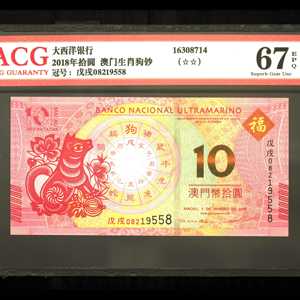 ACG
NG GUARANTY
大西洋银行
2018年拾圆 澳门生肖狗钞
冠号：戊戌08219558
16308714
(☆☆)
67 EPQ
Superb Gem Unc
BANCO NACIONAL ULTRAMARINO
10
狗
福
10
澳門幣拾圓
戊戌08219558
戊戌08219558